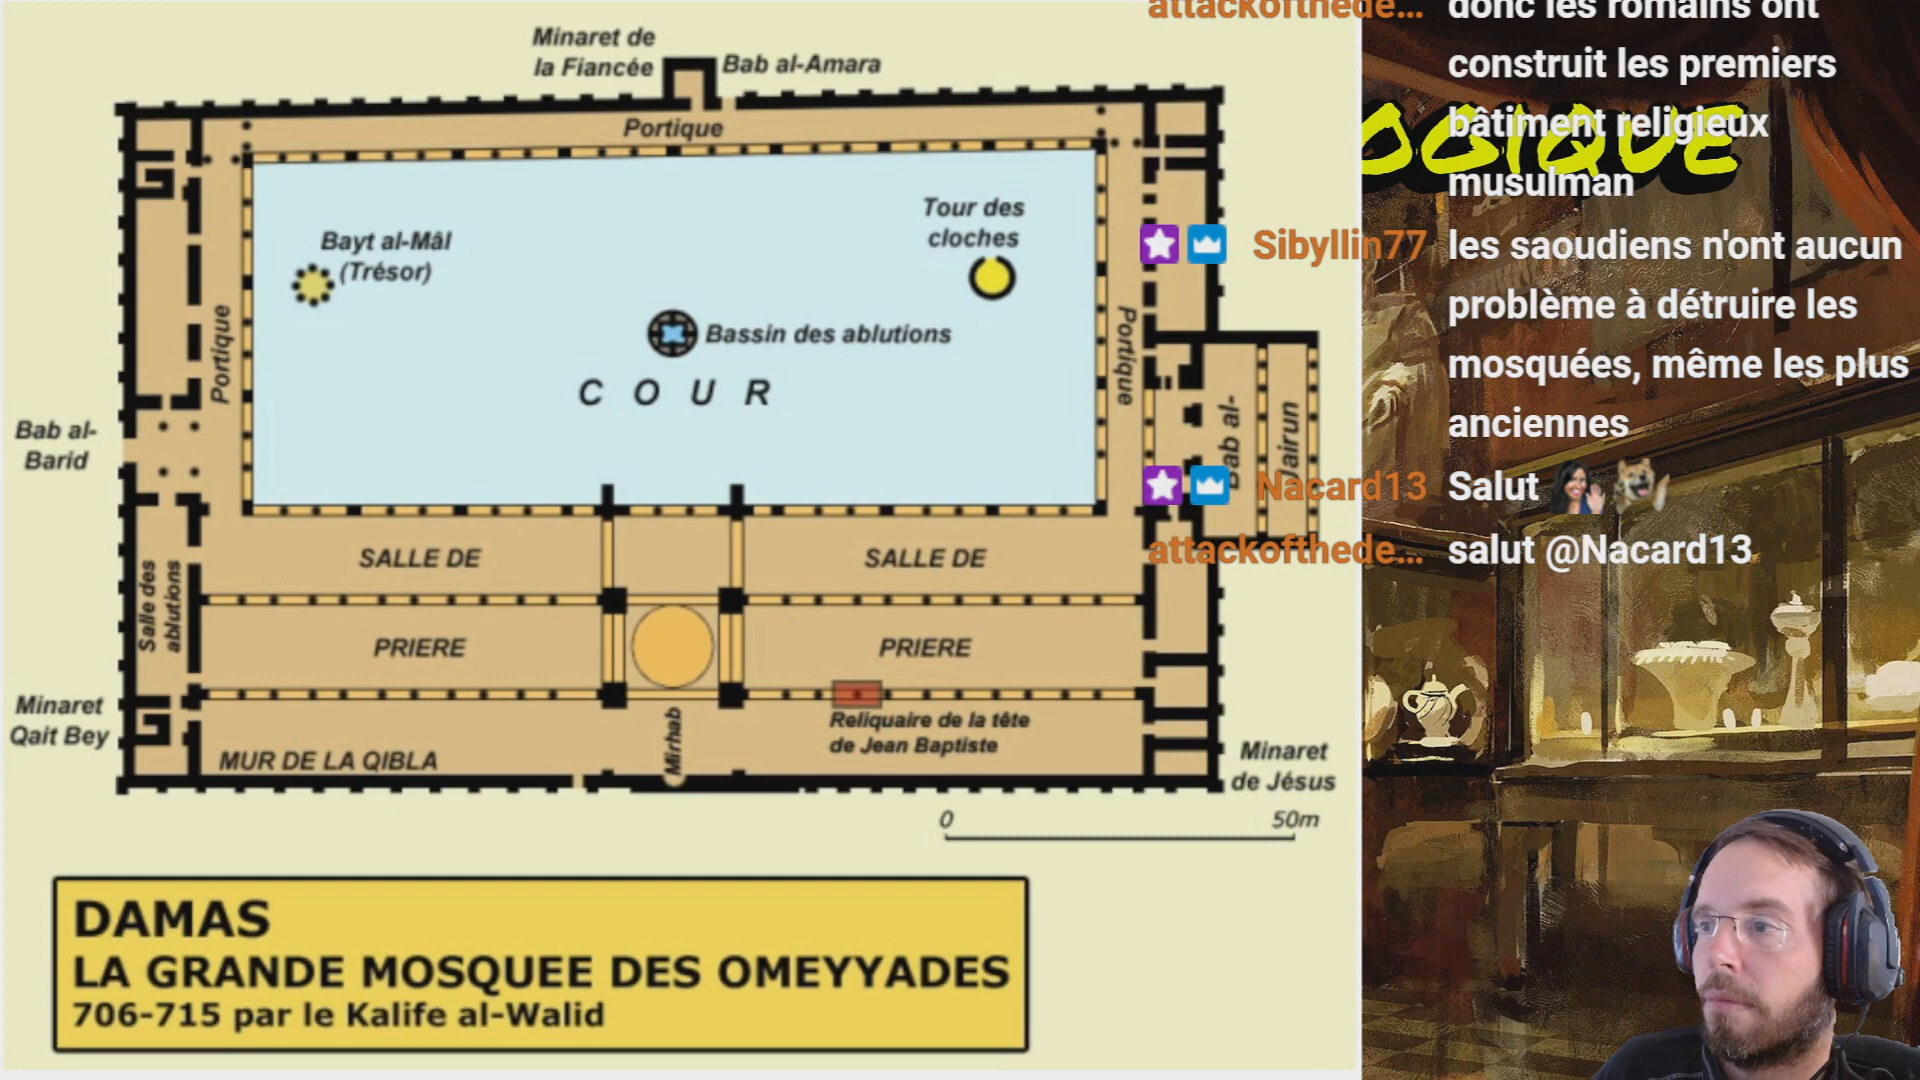 Minaret de
la Fiancée
Bab al-Amara
Portique
Bayt al-Mâl
(Trésor)
Tour des
cloches
Bassin des ablutions
COUR
Portique
Portique
Bab al-
Barid
Bab al-
Jairun
SALLE DE
SALLE DE
Salle des
ablutions
PRIERE
PRIERE
Minaret
Qait Bey
Mirhab
Reliquaire de la tête
de Jean Baptiste
MUR DE LA QIBLA
Minaret
de Jésus
0 50m
DAMAS
LA GRANDE MOSQUEE DES OMEYYADES
706-715 par le Kalife al-Walid
OGIQUE
attackofthede... donc les romains ont
construit les premiers
bâtiment religieux
musulman
Sibyllin77 les saoudiens n'ont aucun
problème à détruire les
mosquées, même les plus
anciennes
Nacard13 Salut
attackofthede... salut @Nacard13